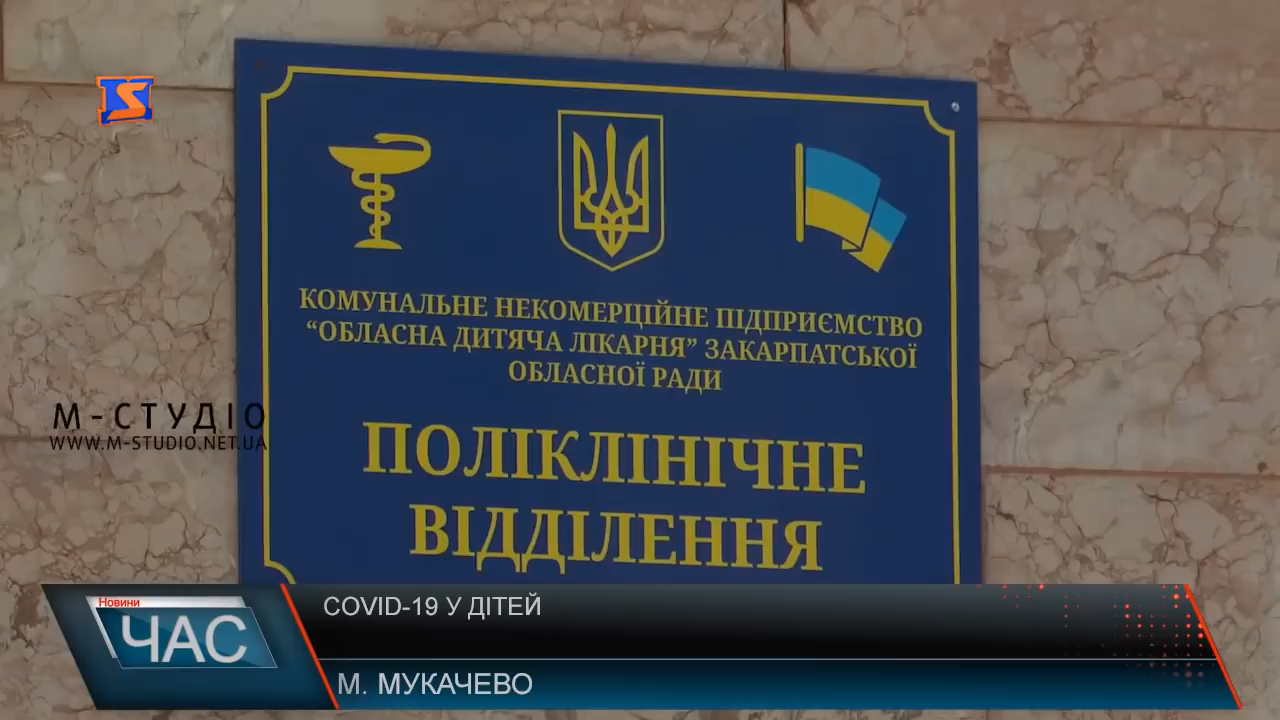 КОМУНАЛЬНЕ НЕКОМЕРЦІЙНЕ ПІДПРИЄМСТВО
“ОБЛАСНА ДИТЯЧА ЛІКАРНЯ” ЗАКАРПАТСЬКОЇ
ОБЛАСНОЇ РАДИ
ПОЛІКЛІНІЧНЕ
ВІДДІЛЕННЯ
М-СТУДІО
WWW.M-STUDIO.NET.UA
Новини
ЧАС
COVID-19 У ДІТЕЙ
М. МУКАЧЕВО